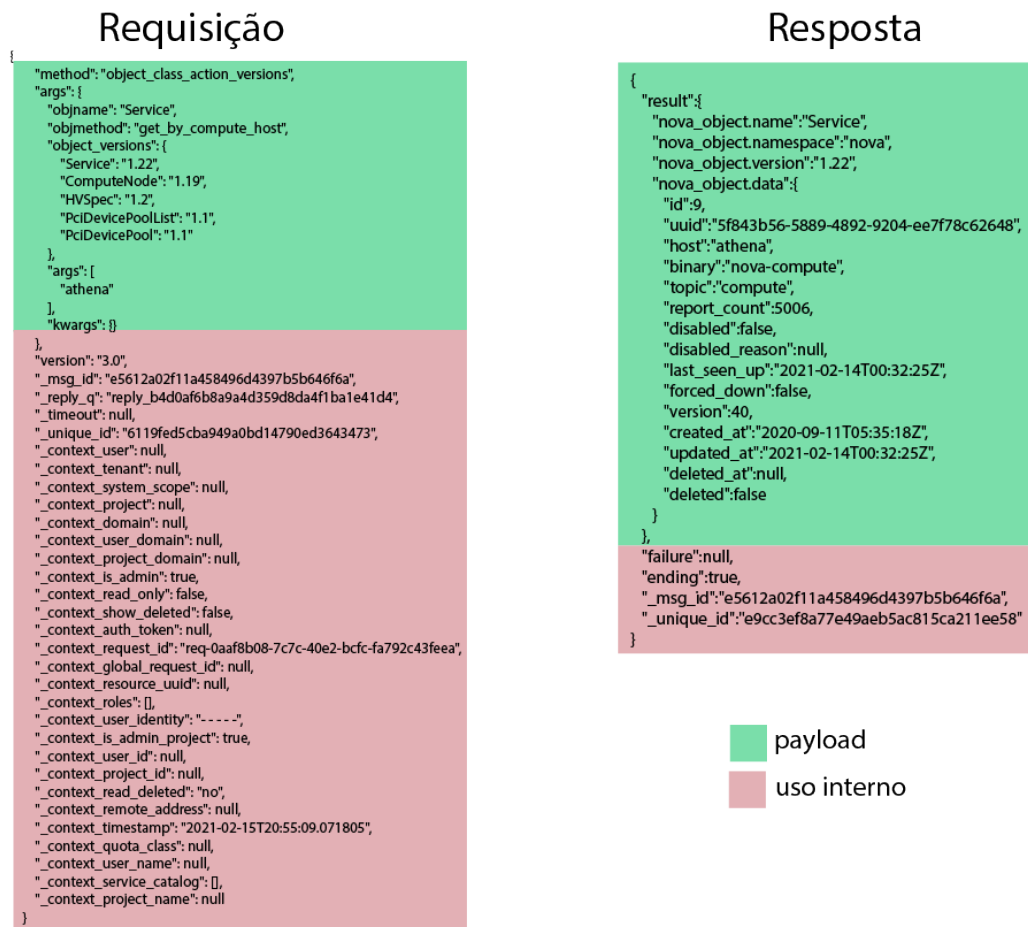 Requisição
{
"method": "object_class_action_versions",
"args": {
"objname": "Service",
"objmethod": "get_by_compute_host",
"object_versions": {
"Service": "1.22",
"ComputeNode": "1.19",
"HVSpec": "1.2",
"PciDevicePoolList": "1.1",
"PciDevicePool": "1.1"
},
"args": [
"athena"
],
"kwargs": {}
},
"version": "3.0",
"_msg_id": "e5612a02f11a458496d4397b5b646f6a",
"_reply_q": "reply_b4d0af6b8a9a4d359d8da4f1ba1e41d4",
"_timeout": null,
"_unique_id": "6119fed5cba949a0bd14790ed3643473",
"_context_user": null,
"_context_tenant": null,
"_context_system_scope": null,
"_context_project": null,
"_context_domain": null,
"_context_user_domain": null,
"_context_project_domain": null,
"_context_is_admin": true,
"_context_read_only": false,
"_context_show_deleted": false,
"_context_auth_token": null,
"_context_request_id": "req-0aaf8b08-7c7c-40e2-bcfc-fa792c43feea",
"_context_global_request_id": null,
"_context_resource_uuid": null,
"_context_roles": [],
"_context_user_identity": "- - - - -",
"_context_is_admin_project": true,
"_context_user_id": null,
"_context_project_id": null,
"_context_read_deleted": "no",
"_context_remote_address": null,
"_context_timestamp": "2021-02-15T20:55:09.071805",
"_context_quota_class": null,
"_context_user_name": null,
"_context_service_catalog": [],
"_context_project_name": null
}
Resposta
{
"result":{
"nova_object.name":"Service",
"nova_object.namespace":"nova",
"nova_object.version":"1.22",
"nova_object.data":{
"id":9,
"uuid":"5f843b56-5889-4892-9204-ee7f78c62648",
"host":"athena",
"binary":"nova-compute",
"topic":"compute",
"report_count":5006,
"disabled":false,
"disabled_reason":null,
"last_seen_up":"2021-02-14T00:32:25Z",
"forced_down":false,
"version":40,
"created_at":"2020-09-11T05:35:18Z",
"updated_at":"2021-02-14T00:32:25Z",
"deleted_at":null,
"deleted":false
}
},
"failure":null,
"ending":true,
"_msg_id":"e5612a02f11a458496d4397b5b646f6a",
"_unique_id":"e9cc3ef8a77e49aeb5ac815ca211ee58"
}
payload
uso interno